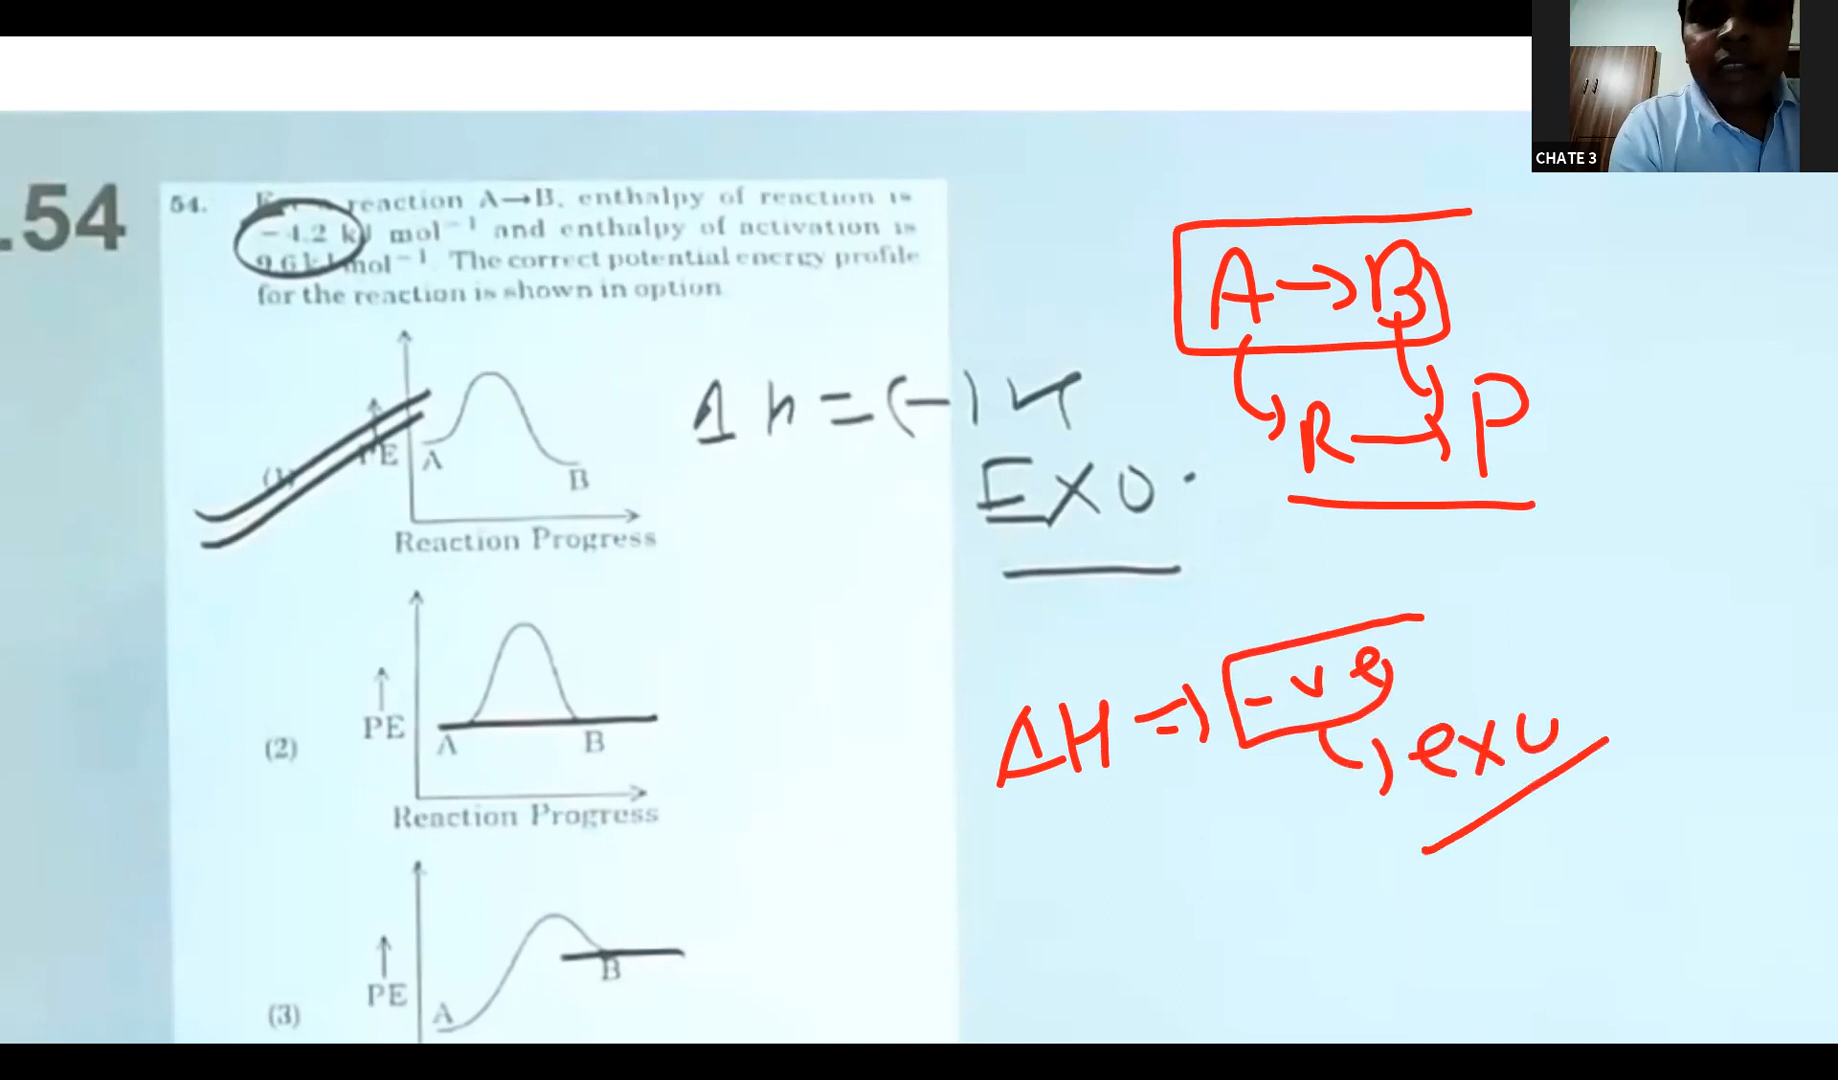 CHATE 3
.54
54. For a reaction A→B, enthalpy of reaction is
−4.2 kJ mol⁻¹ and enthalpy of activation is
9.6 kJ mol⁻¹. The correct potential energy profile
for the reaction is shown in option
A→B
R→P
Δh = (-)
EXO.
PE
A
B
Reaction Progress
(1)
PE
A
B
Reaction Progress
(2)
ΔH ⇒ -ve
exo
PE
A
B
(3)